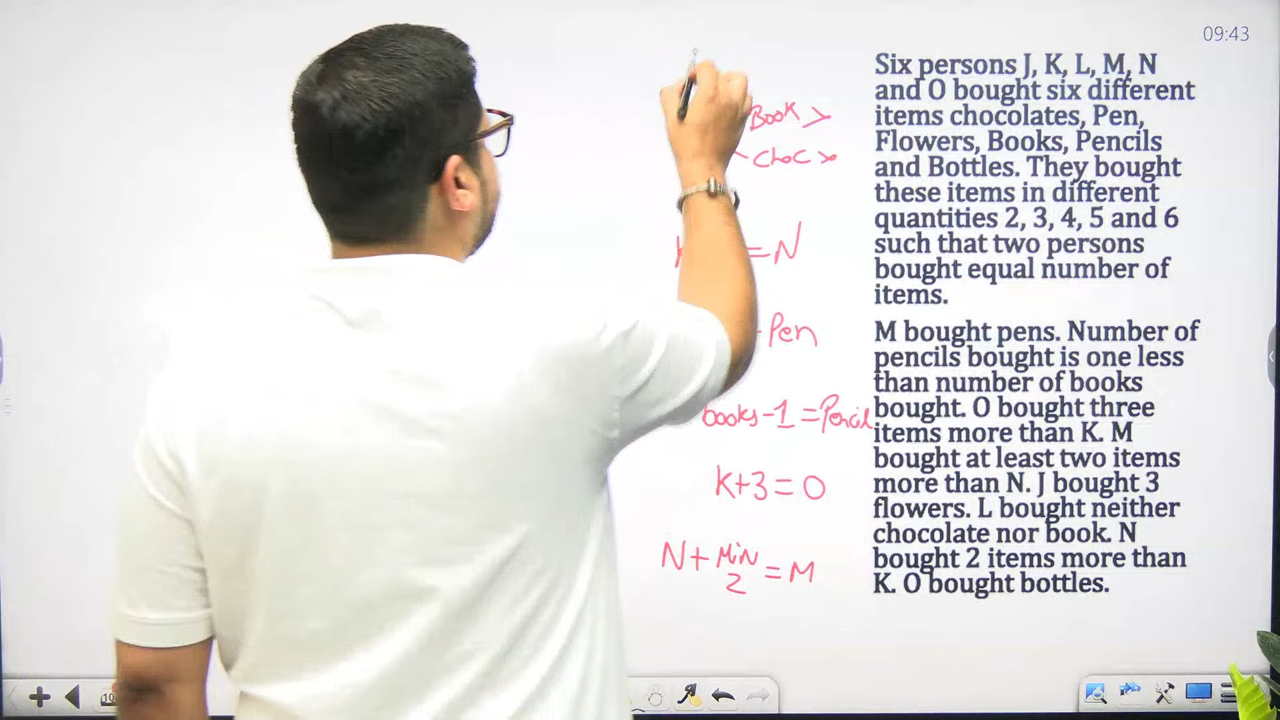 09:43
Six persons J, K, L, M, N
and O bought six different
items chocolates, Pen,
Flowers, Books, Pencils
and Bottles. They bought
these items in different
quantities 2, 3, 4, 5 and 6
such that two persons
bought equal number of
items.
M bought pens. Number of
pencils bought is one less
than number of books
bought. O bought three
items more than K. M
bought at least two items
more than N. J bought 3
flowers. L bought neither
chocolate nor book. N
bought 2 items more than
K. O bought bottles.
Book
Choc
= N
Pen
books-1 = Pencil
K+3 = O
N + Min 2 = M